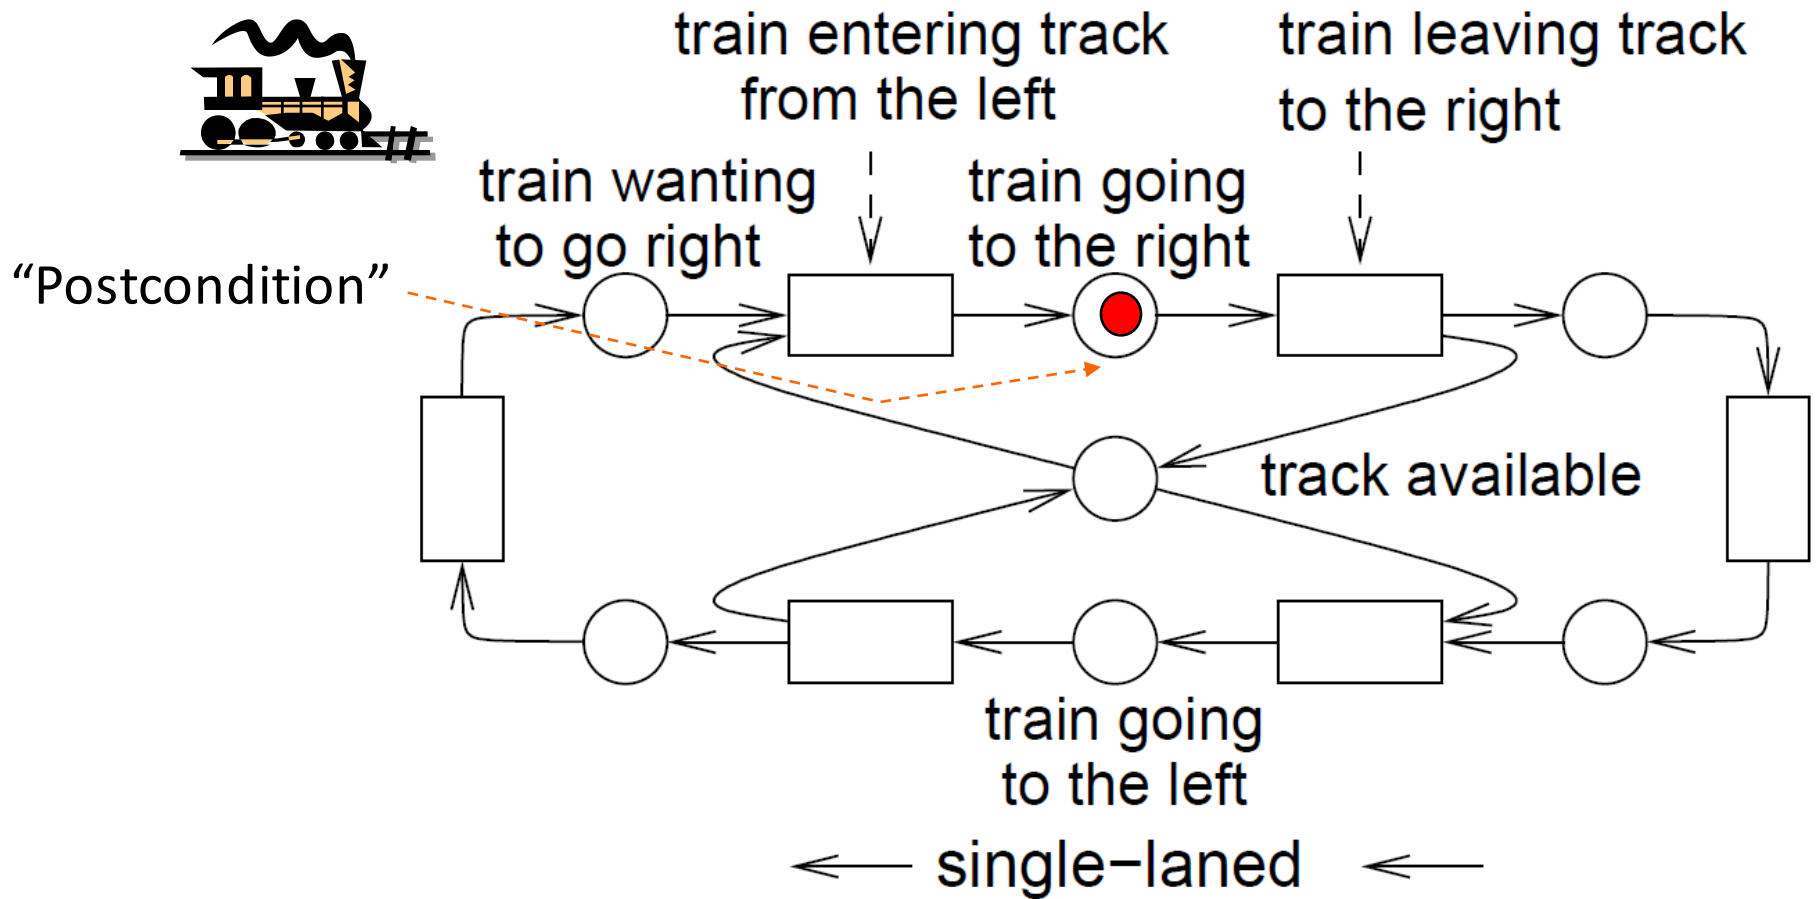 train entering track
from the left
train leaving track
to the right
train wanting
to go right
train going
to the right
“Postcondition”
track available
train going
to the left
single−laned